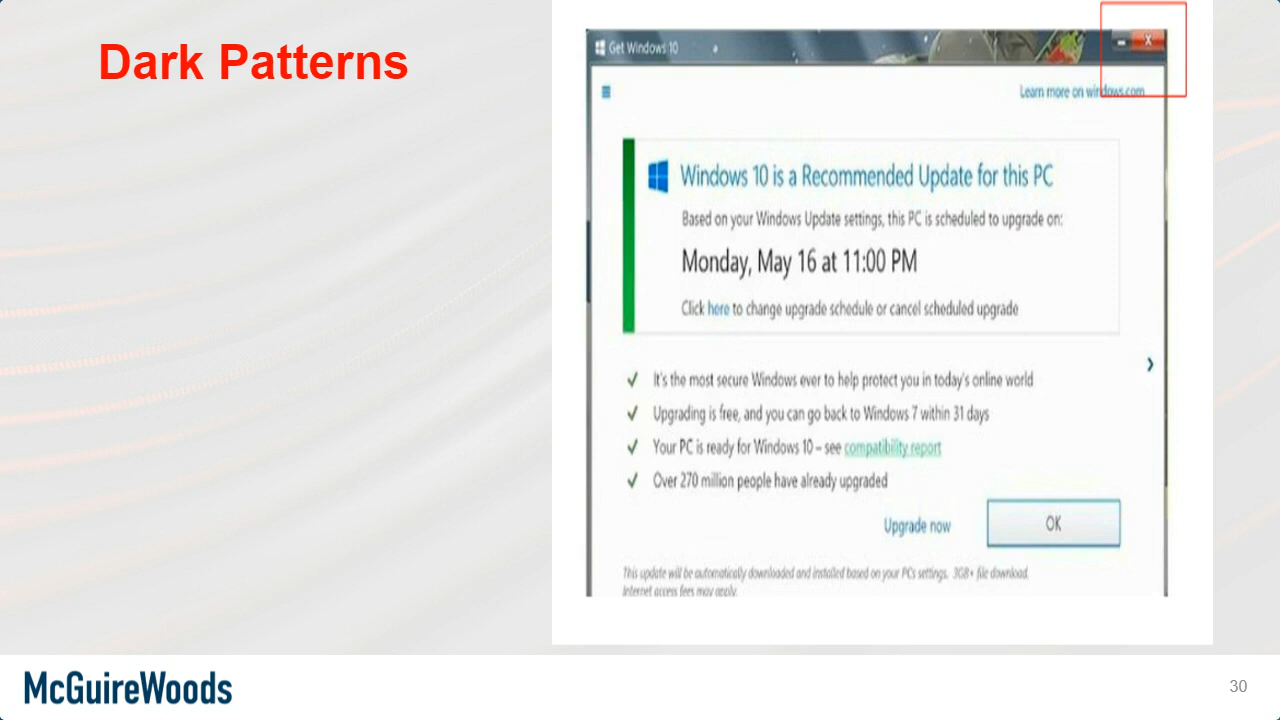 Dark Patterns
Get Windows 10
Learn more on windows.com
Windows 10 is a Recommended Update for this PC
Based on your Windows Update settings, this PC is scheduled to upgrade on:
Monday, May 16 at 11:00 PM
Click here to change upgrade schedule or cancel scheduled upgrade
It's the most secure Windows ever to help protect you in today's online world
Upgrading is free, and you can go back to Windows 7 within 31 days
Your PC is ready for Windows 10 – see compatibility report
Over 270 million people have already upgraded
Upgrade now
OK
This update will be automatically downloaded and installed based on your PCs settings. 3GB+ file download.
Internet access fees may apply.
McGuireWoods
30